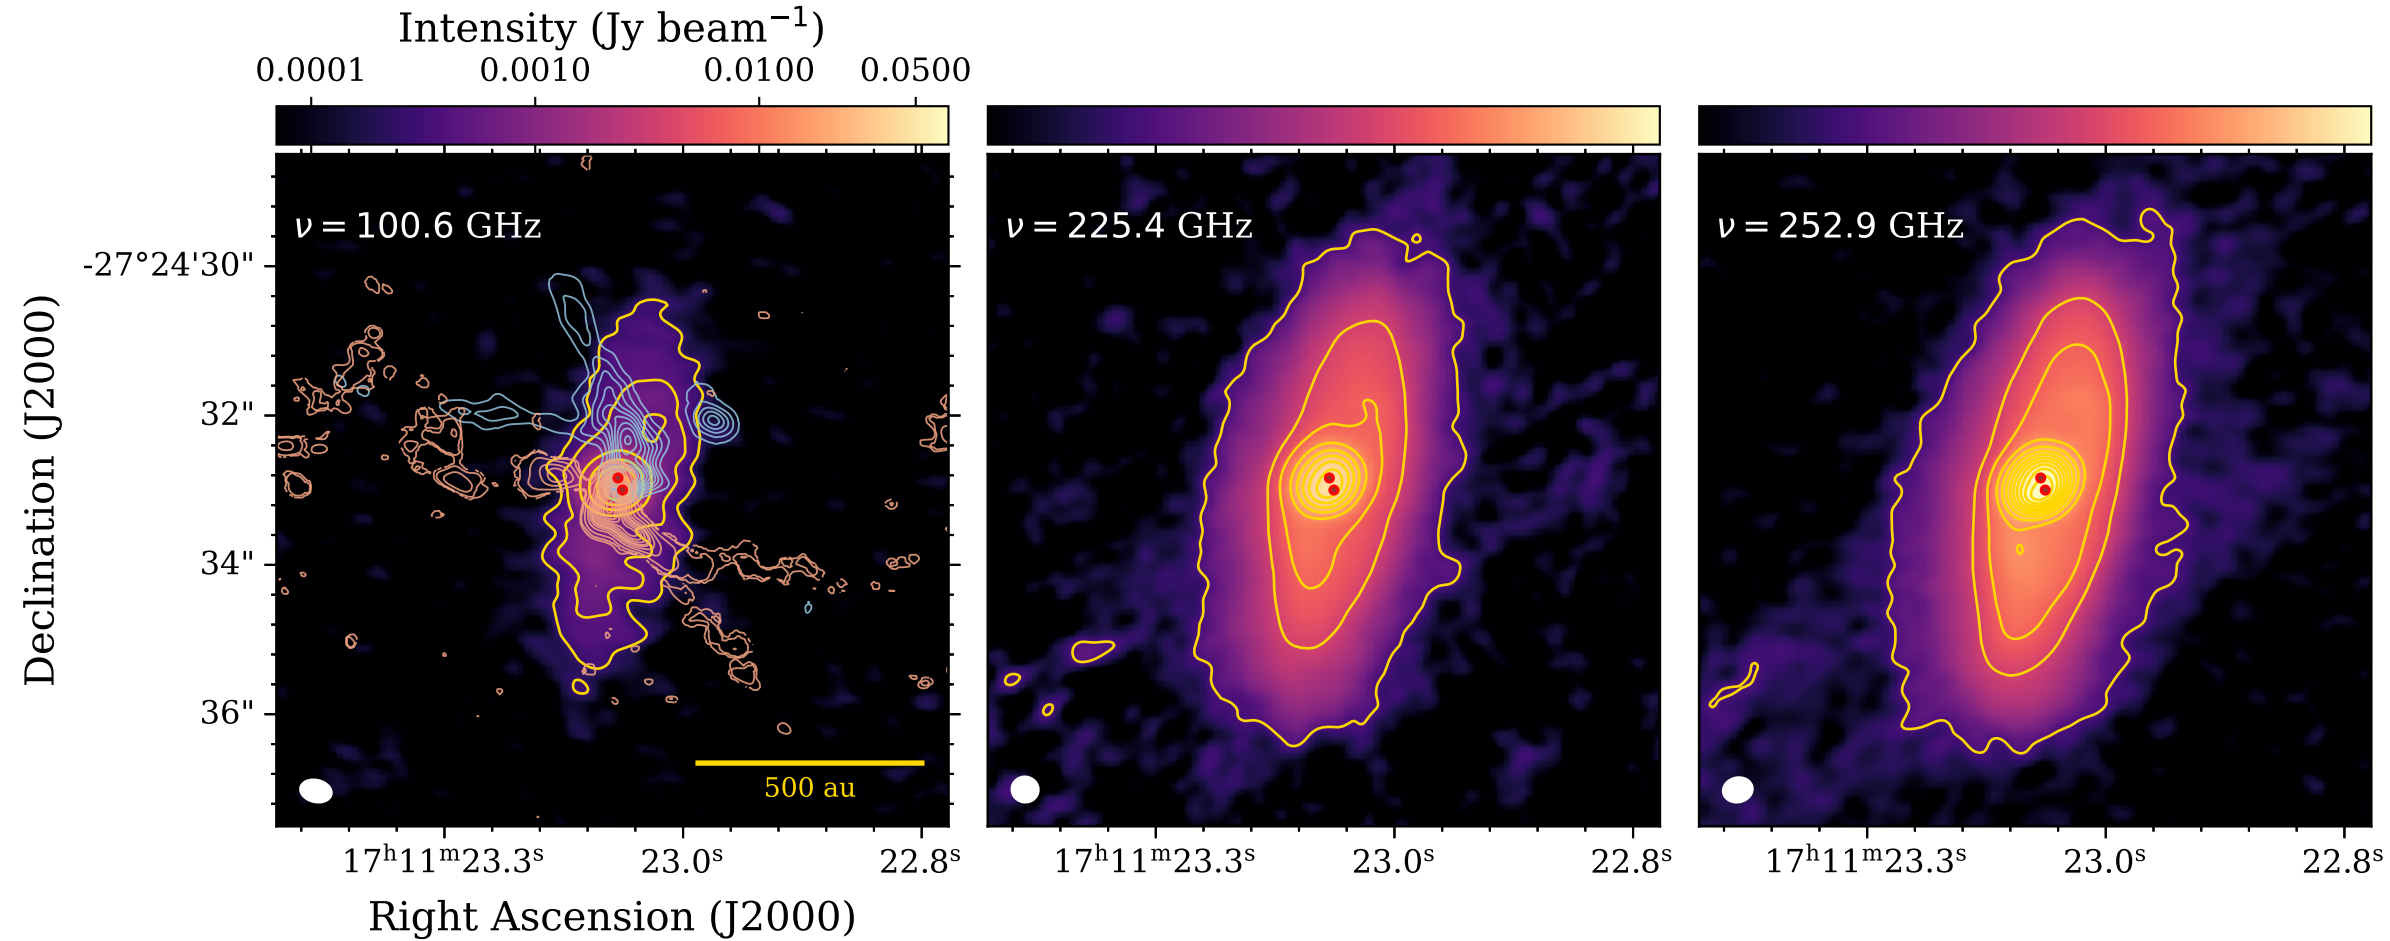 Intensity (Jy beam⁻¹)
0.0001 0.0010 0.0100 0.0500
ν = 100.6 GHz
ν = 225.4 GHz
ν = 252.9 GHz
-27°24'30"
32"
34"
36"
Declination (J2000)
500 au
17ʰ11ᵐ23.3ˢ 23.0ˢ 22.8ˢ
17ʰ11ᵐ23.3ˢ 23.0ˢ 22.8ˢ
17ʰ11ᵐ23.3ˢ 23.0ˢ 22.8ˢ
Right Ascension (J2000)